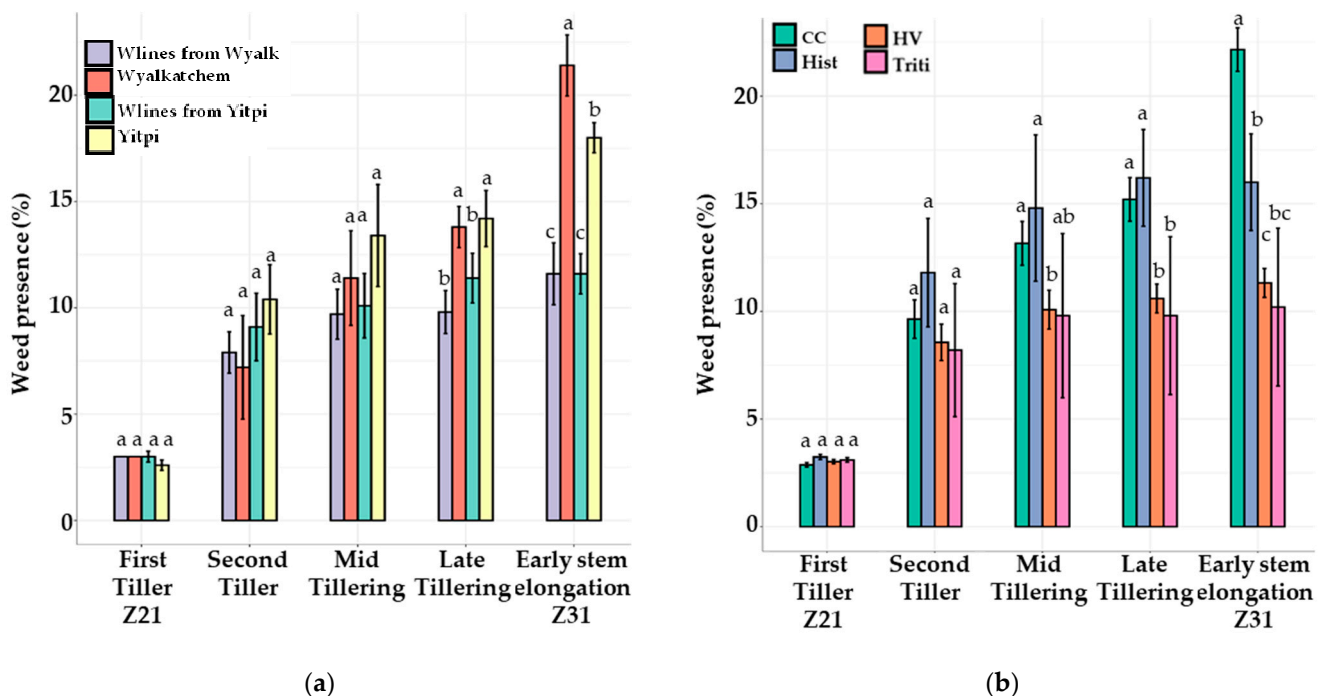 Wlines from Wyalk
Wyalkatchem
Wlines from Yitpi
Yitpi
Weed presence (%)
20
15
10
5
0
a a a a
a a a a
a a a a
b a b a
c a c b
First Tiller Z21
Second Tiller
Mid Tillering
Late Tillering
Early stem elongation Z31
(a)
CC HV
Hist Triti
Weed presence (%)
20
15
10
5
0
a a a a
a a a a
a a b ab
a a b b
a b c bc
First Tiller Z21
Second Tiller
Mid Tillering
Late Tillering
Early stem elongation Z31
(b)